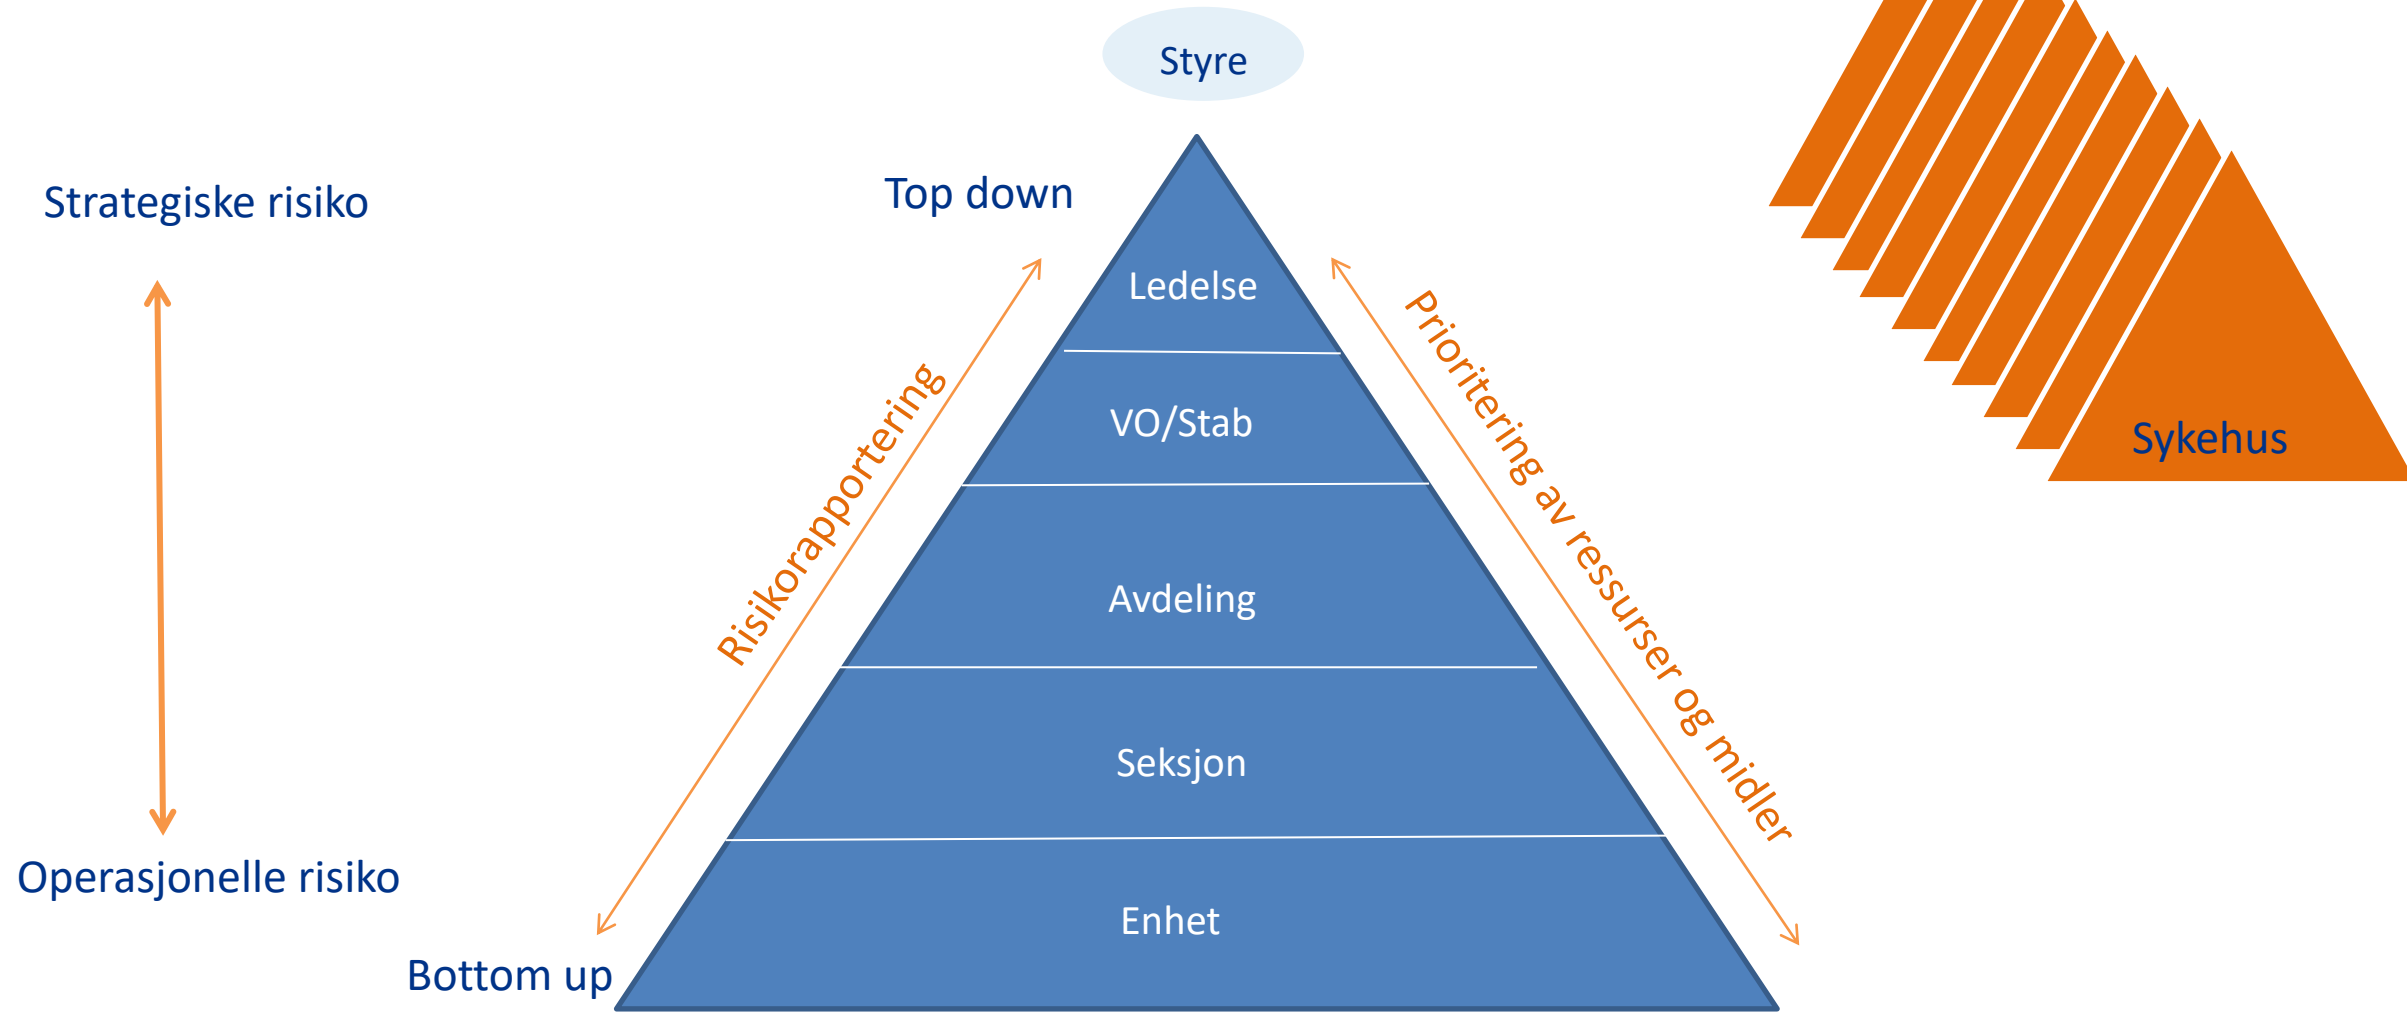 Styre
Strategiske risiko
Top down
Ledelse
VO/Stab
Avdeling
Seksjon
Enhet
Risikorapportering
Prioritering av ressurser og midler
Sykehus
Operasjonelle risiko
Bottom up